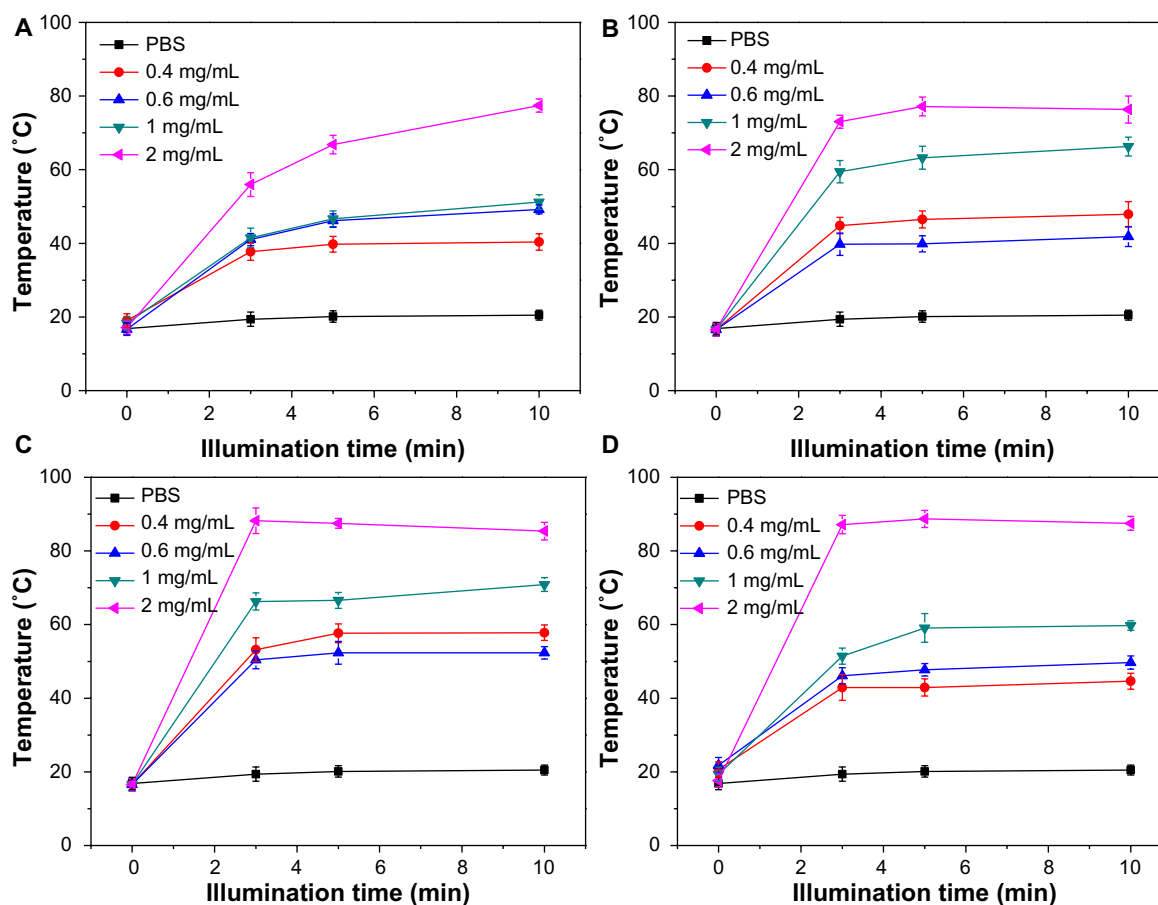 A
100
80
60
40
20
0
Temperature (˚C)
PBS
0.4 mg/mL
0.6 mg/mL
1 mg/mL
2 mg/mL
0 2 4 6 8 10
Illumination time (min)
B
100
80
60
40
20
0
Temperature (˚C)
PBS
0.4 mg/mL
0.6 mg/mL
1 mg/mL
2 mg/mL
0 2 4 6 8 10
Illumination time (min)
C
100
80
60
40
20
0
Temperature (˚C)
PBS
0.4 mg/mL
0.6 mg/mL
1 mg/mL
2 mg/mL
0 2 4 6 8 10
Illumination time (min)
D
100
80
60
40
20
0
Temperature (˚C)
PBS
0.4 mg/mL
0.6 mg/mL
1 mg/mL
2 mg/mL
0 2 4 6 8 10
Illumination time (min)